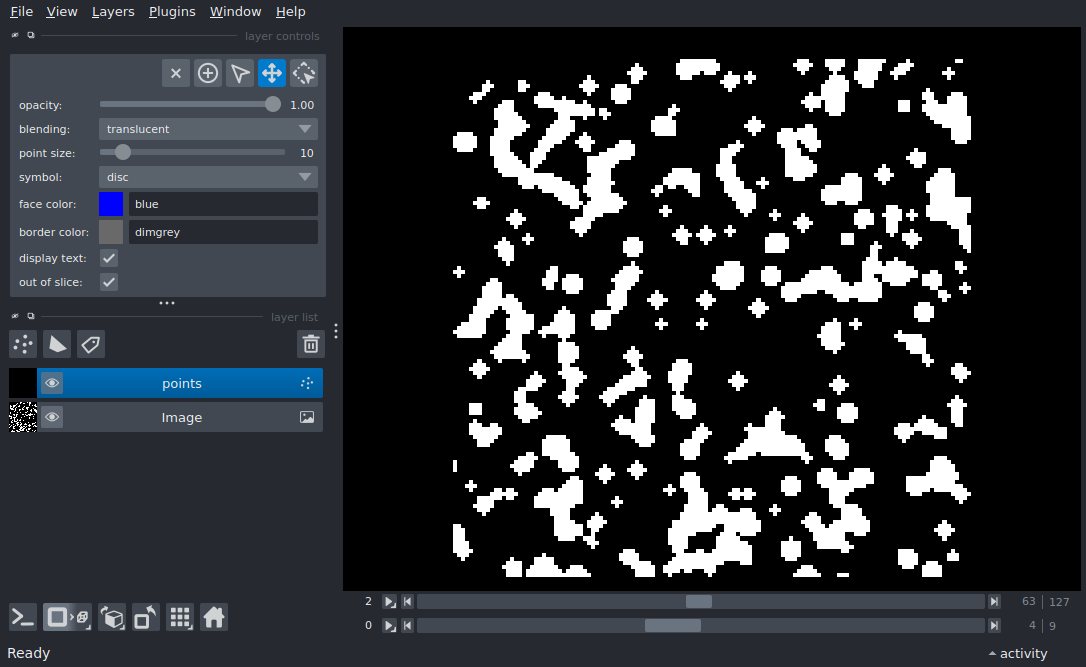 File View Layers Plugins Window Help
layer controls
opacity: 1.00
blending: translucent
point size: 10
symbol: disc
face color: blue
border color: dimgrey
display text:
out of slice:
layer list
points
Image
2 63 | 127
0 4 | 9
Ready activity